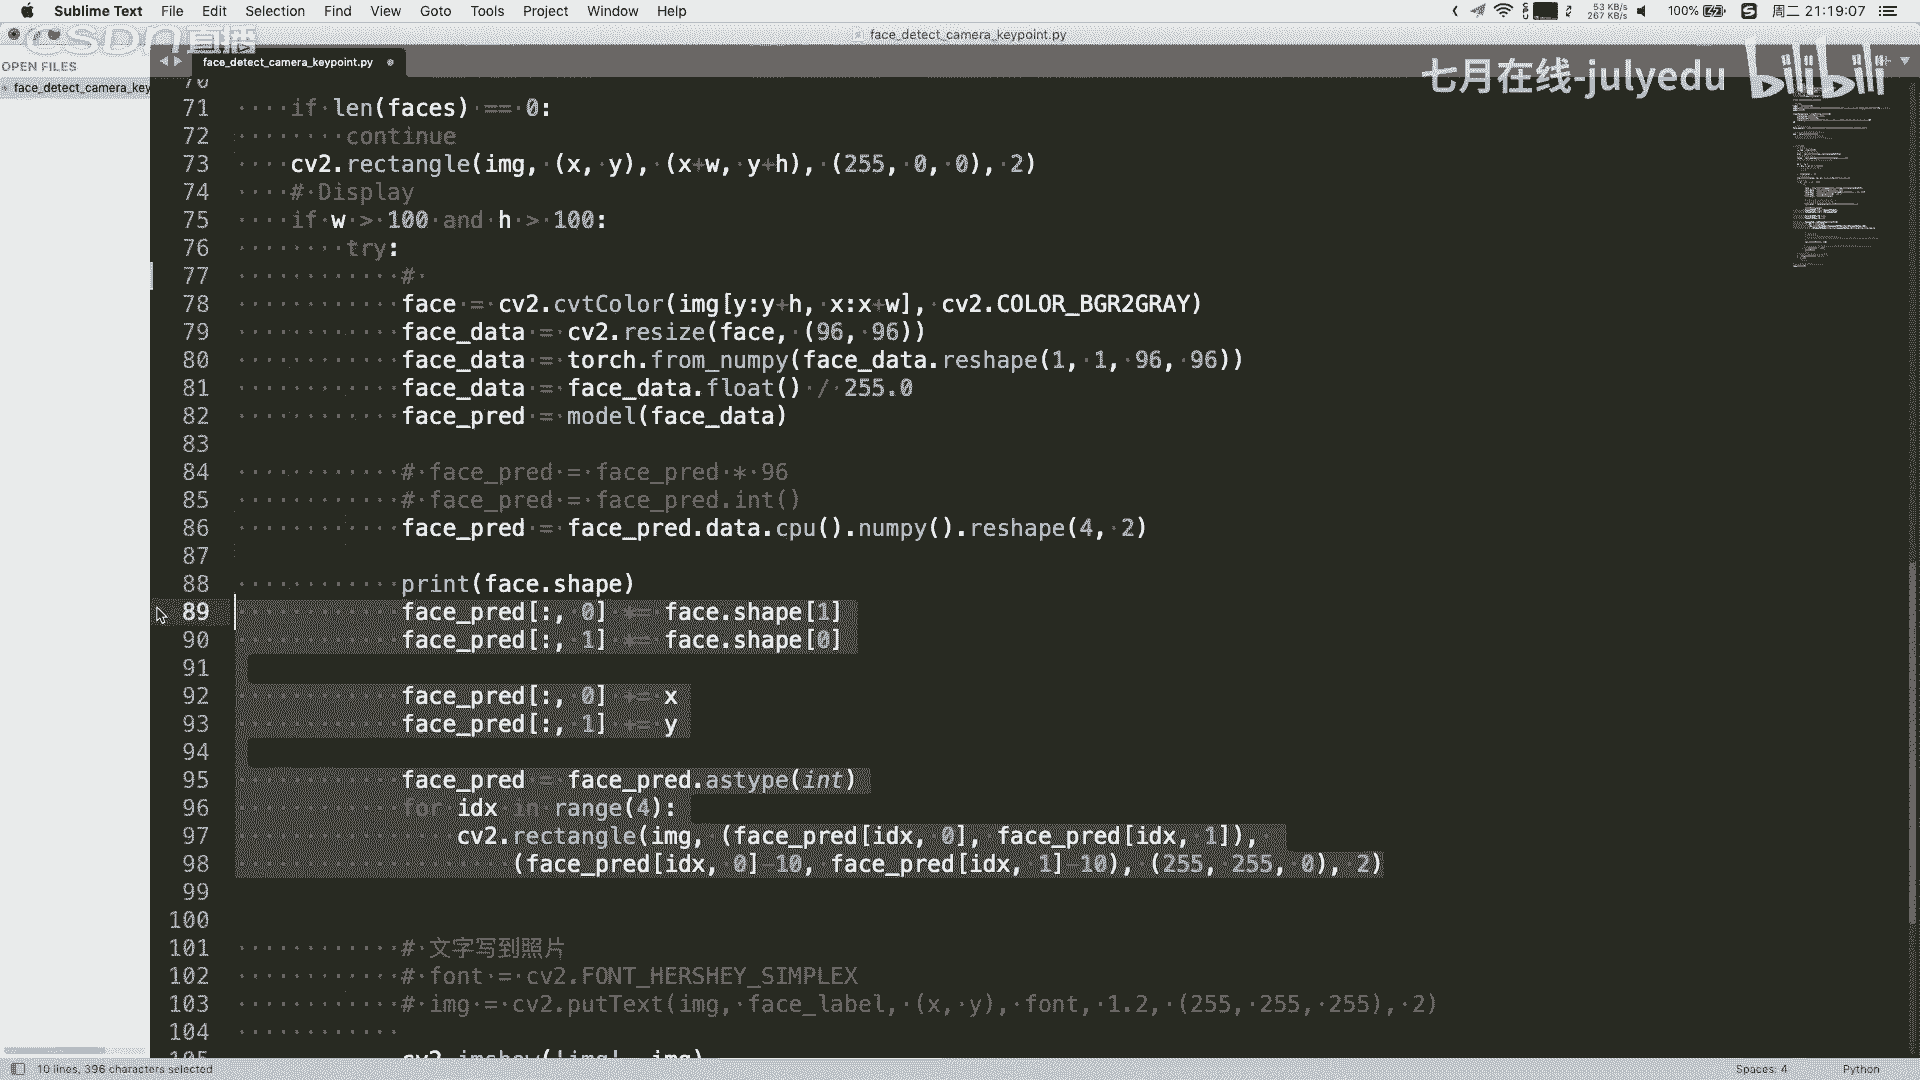 Sublime Text File Edit Selection Find View Goto Tools Project Window Help
53 KB/s
267 KB/s
100% 周二 21:19:07
CSDN直播
face_detect_camera_keypoint.py
OPEN FILES
face_detect_camera_keypoint.py
face_detect_camera_key
七月在线-julyedu bilibili
70
71 if len(faces) == 0:
72 continue
73 cv2.rectangle(img, (x, y), (x+w, y+h), (255, 0, 0), 2)
74 # Display
75 if w > 100 and h > 100:
76 try:
77 #
78 face = cv2.cvtColor(img[y:y+h, x:x+w], cv2.COLOR_BGR2GRAY)
79 face_data = cv2.resize(face, (96, 96))
80 face_data = torch.from_numpy(face_data.reshape(1, 1, 96, 96))
81 face_data = face_data.float() / 255.0
82 face_pred = model(face_data)
83
84 # face_pred = face_pred * 96
85 # face_pred = face_pred.int()
86 face_pred = face_pred.data.cpu().numpy().reshape(4, 2)
87
88 print(face.shape)
89 face_pred[:, 0] *= face.shape[1]
90 face_pred[:, 1] *= face.shape[0]
91
92 face_pred[:, 0] += x
93 face_pred[:, 1] += y
94
95 face_pred = face_pred.astype(int)
96 for idx in range(4):
97 cv2.rectangle(img, (face_pred[idx, 0], face_pred[idx, 1]),
98 (face_pred[idx, 0]-10, face_pred[idx, 1]-10), (255, 255, 0), 2)
99
100
101 # 文字写到照片
102 # font = cv2.FONT_HERSHEY_SIMPLEX
103 # img = cv2.putText(img, face_label, (x, y), font, 1.2, (255, 255, 255), 2)
104
105 cv2.imshow('img', img)
10 lines, 396 characters selected
Spaces: 4
Python